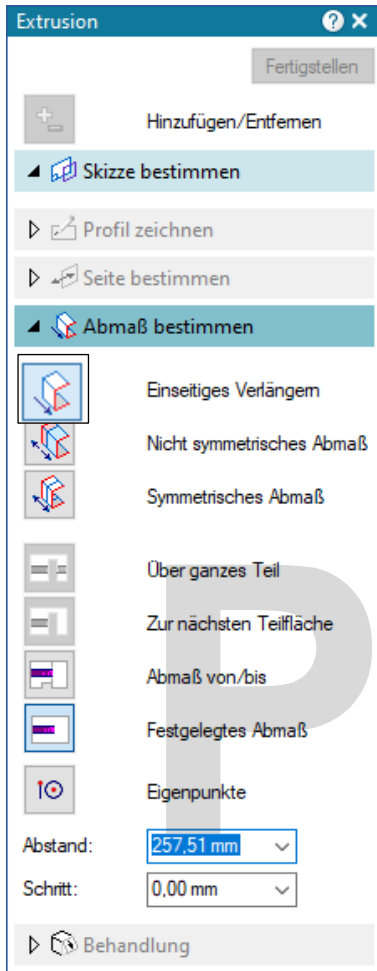 Extrusion
Fertigstellen
Hinzufügen/Entfernen
Skizze bestimmen
Profil zeichnen
Seite bestimmen
Abmaß bestimmen
Einseitiges Verlängern
Nicht symmetrisches Abmaß
Symmetrisches Abmaß
Über ganzes Teil
Zur nächsten Teilfläche
Abmaß von/bis
Festgelegtes Abmaß
Eigenpunkte
Abstand: 257,51 mm
Schritt: 0,00 mm
Behandlung
P